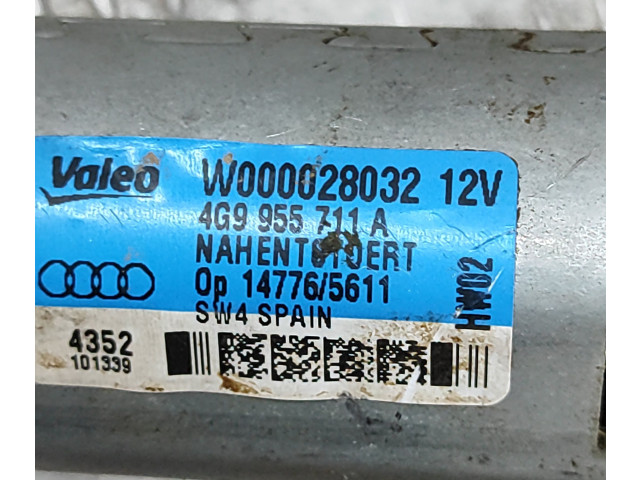 Valeo W000028032 12V
4G9 955 711 A
NAHENTSTOERT
Op 14776/5611
SW4 SPAIN
HW02
4352
101339